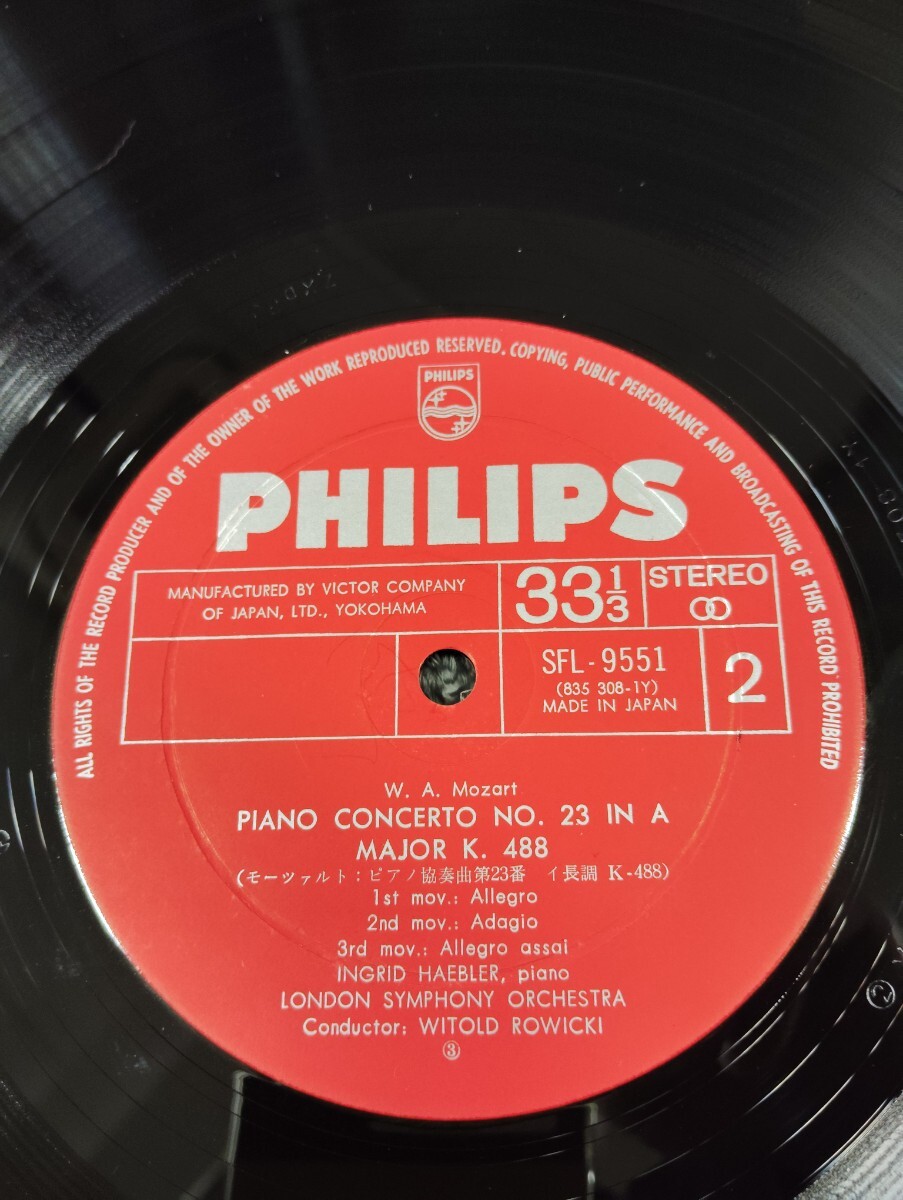 ALL RIGHTS OF THE RECORD PRODUCER AND OF THE OWNER OF THE WORK REPRODUCED RESERVED. COPYING, PUBLIC PERFORMANCE AND BROADCASTING OF THIS RECORD PROHIBITED
PHILIPS
PHILIPS
MANUFACTURED BY VICTOR COMPANY
OF JAPAN, LTD., YOKOHAMA
33 1/3
STEREO
SFL-9551
(835 308-1Y)
MADE IN JAPAN
2
W. A. Mozart
PIANO CONCERTO NO. 23 IN A
MAJOR K. 488
(モーツァルト：ピアノ協奏曲第23番 イ長調 K-488)
1st mov.: Allegro
2nd mov.: Adagio
3rd mov.: Allegro assai
INGRID HAEBLER, piano
LONDON SYMPHONY ORCHESTRA
Conductor: WITOLD ROWICKI
③